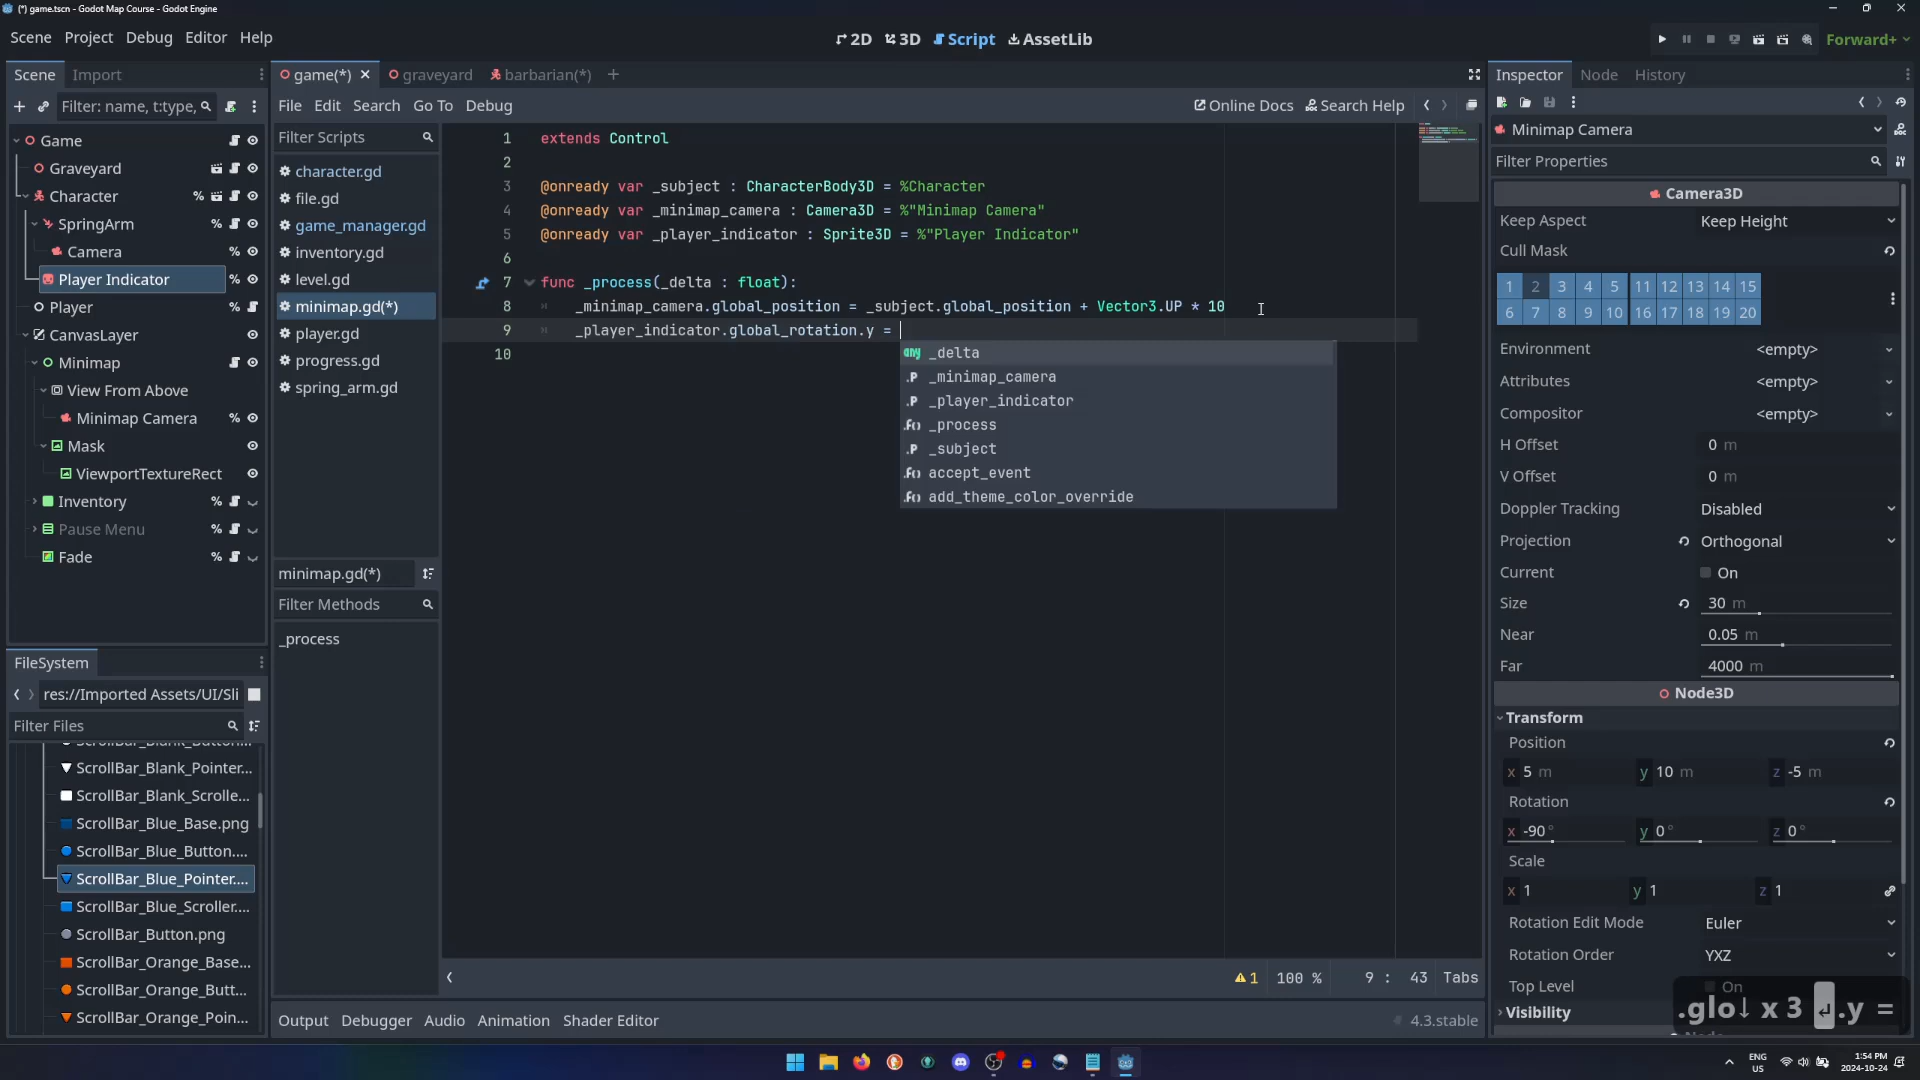 (*) game.tscn - Godot Map Course - Godot Engine
Scene Project Debug Editor Help
2D 3D Script AssetLib
Forward+
Scene Import
game(*) graveyard barbarian(*)
Inspector Node History
Filter: name, t:type,
File Edit Search Go To Debug
Online Docs Search Help
Game
Graveyard
Character
SpringArm
Camera
Player Indicator
Player
CanvasLayer
Minimap
View From Above
Minimap Camera
Mask
ViewportTextureRect
Inventory
Pause Menu
Fade
FileSystem
res://Imported Assets/UI/Sli
Filter Files
ScrollBar_Blank_Button...
ScrollBar_Blank_Pointer...
ScrollBar_Blank_Scrolle...
ScrollBar_Blue_Base.png
ScrollBar_Blue_Button....
ScrollBar_Blue_Pointer....
ScrollBar_Blue_Scroller....
ScrollBar_Button.png
ScrollBar_Orange_Base...
ScrollBar_Orange_Butt...
ScrollBar_Orange_Poin...
Filter Scripts
character.gd
file.gd
game_manager.gd
inventory.gd
level.gd
minimap.gd(*)
player.gd
progress.gd
spring_arm.gd
minimap.gd(*)
Filter Methods
_process
1 extends Control
2
3 @onready var _subject : CharacterBody3D = %Character
4 @onready var _minimap_camera : Camera3D = %"Minimap Camera"
5 @onready var _player_indicator : Sprite3D = %"Player Indicator"
6
7 func _process(_delta : float):
8 _minimap_camera.global_position = _subject.global_position + Vector3.UP * 10
9 _player_indicator.global_rotation.y =
10
_delta
_minimap_camera
_player_indicator
_process
_subject
accept_event
add_theme_color_override
1 100 % 9 : 43 Tabs
Output Debugger Audio Animation Shader Editor
4.3.stable
Minimap Camera
Filter Properties
Camera3D
Keep Aspect Keep Height
Cull Mask
1 2 3 4 5 11 12 13 14 15
6 7 8 9 10 16 17 18 19 20
Environment <empty>
Attributes <empty>
Compositor <empty>
H Offset 0 m
V Offset 0 m
Doppler Tracking Disabled
Projection Orthogonal
Current On
Size 30 m
Near 0.05 m
Far 4000 m
Node3D
Transform
Position
x 5 m y 10 m z -5 m
Rotation
x -90° y 0° z 0°
Scale
x 1 y 1 z 1
Rotation Edit Mode Euler
Rotation Order YXZ
Top Level On
Visibility
.glo↓ x 3 ↵.y =
ENG
US
1:54 PM
2024-10-24